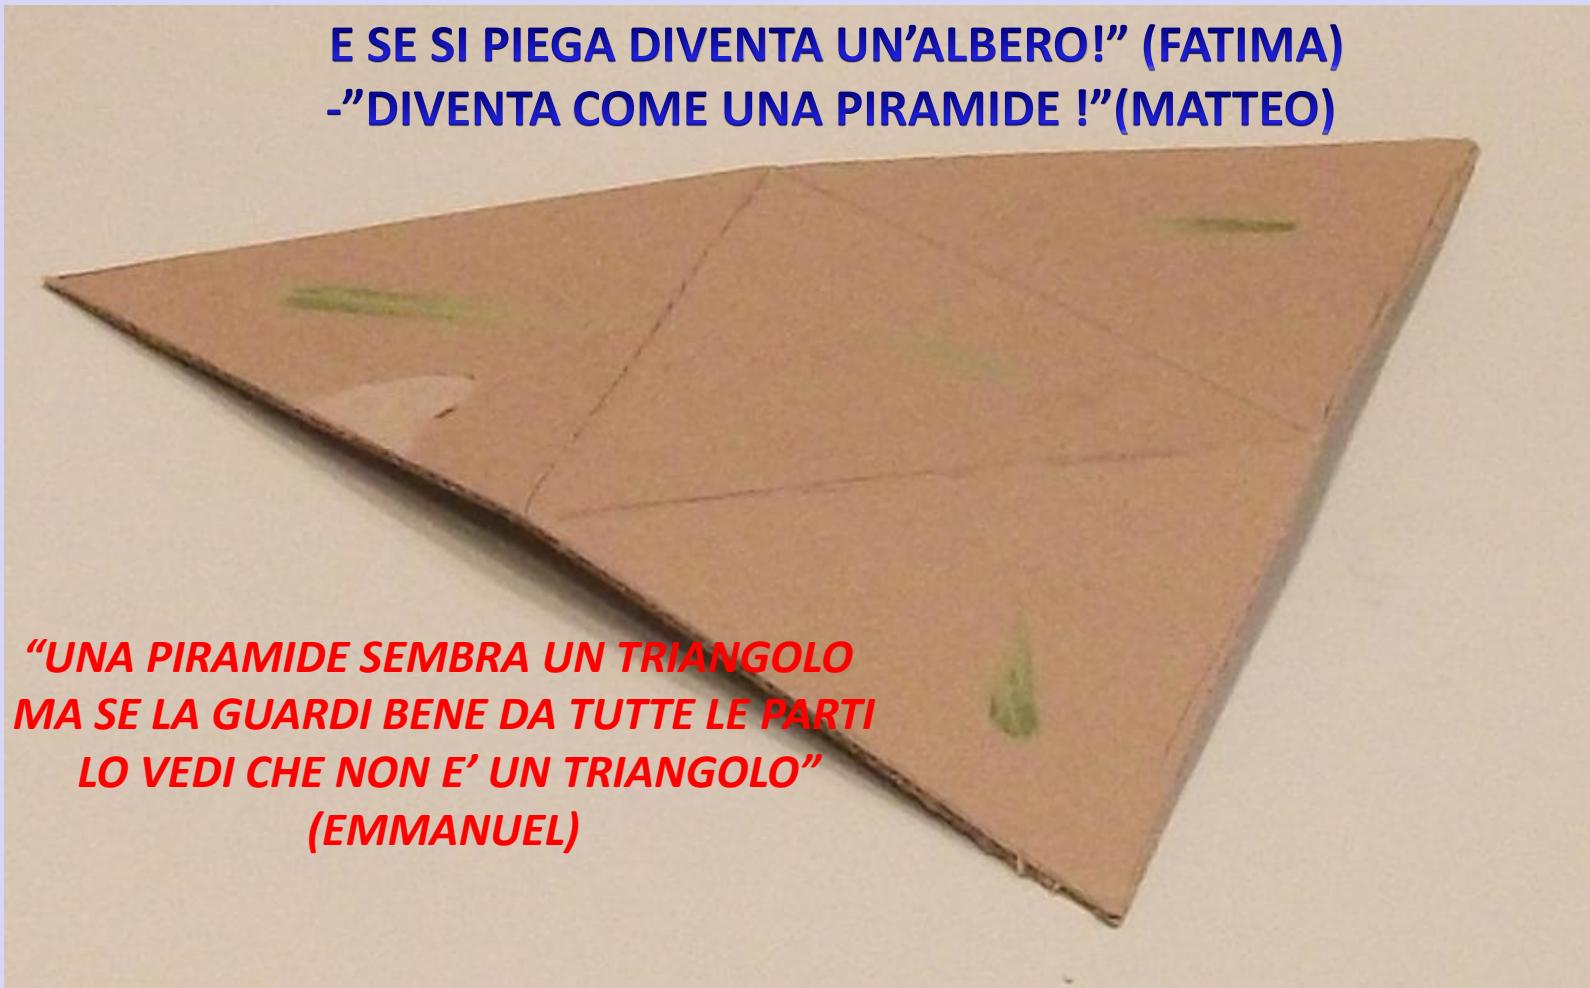 E SE SI PIEGA DIVENTA UN’ALBERO!” (FATIMA)
-”DIVENTA COME UNA PIRAMIDE !”(MATTEO)
“UNA PIRAMIDE SEMBRA UN TRIANGOLO
MA SE LA GUARDI BENE DA TUTTE LE PARTI
LO VEDI CHE NON E’ UN TRIANGOLO”
(EMMANUEL)